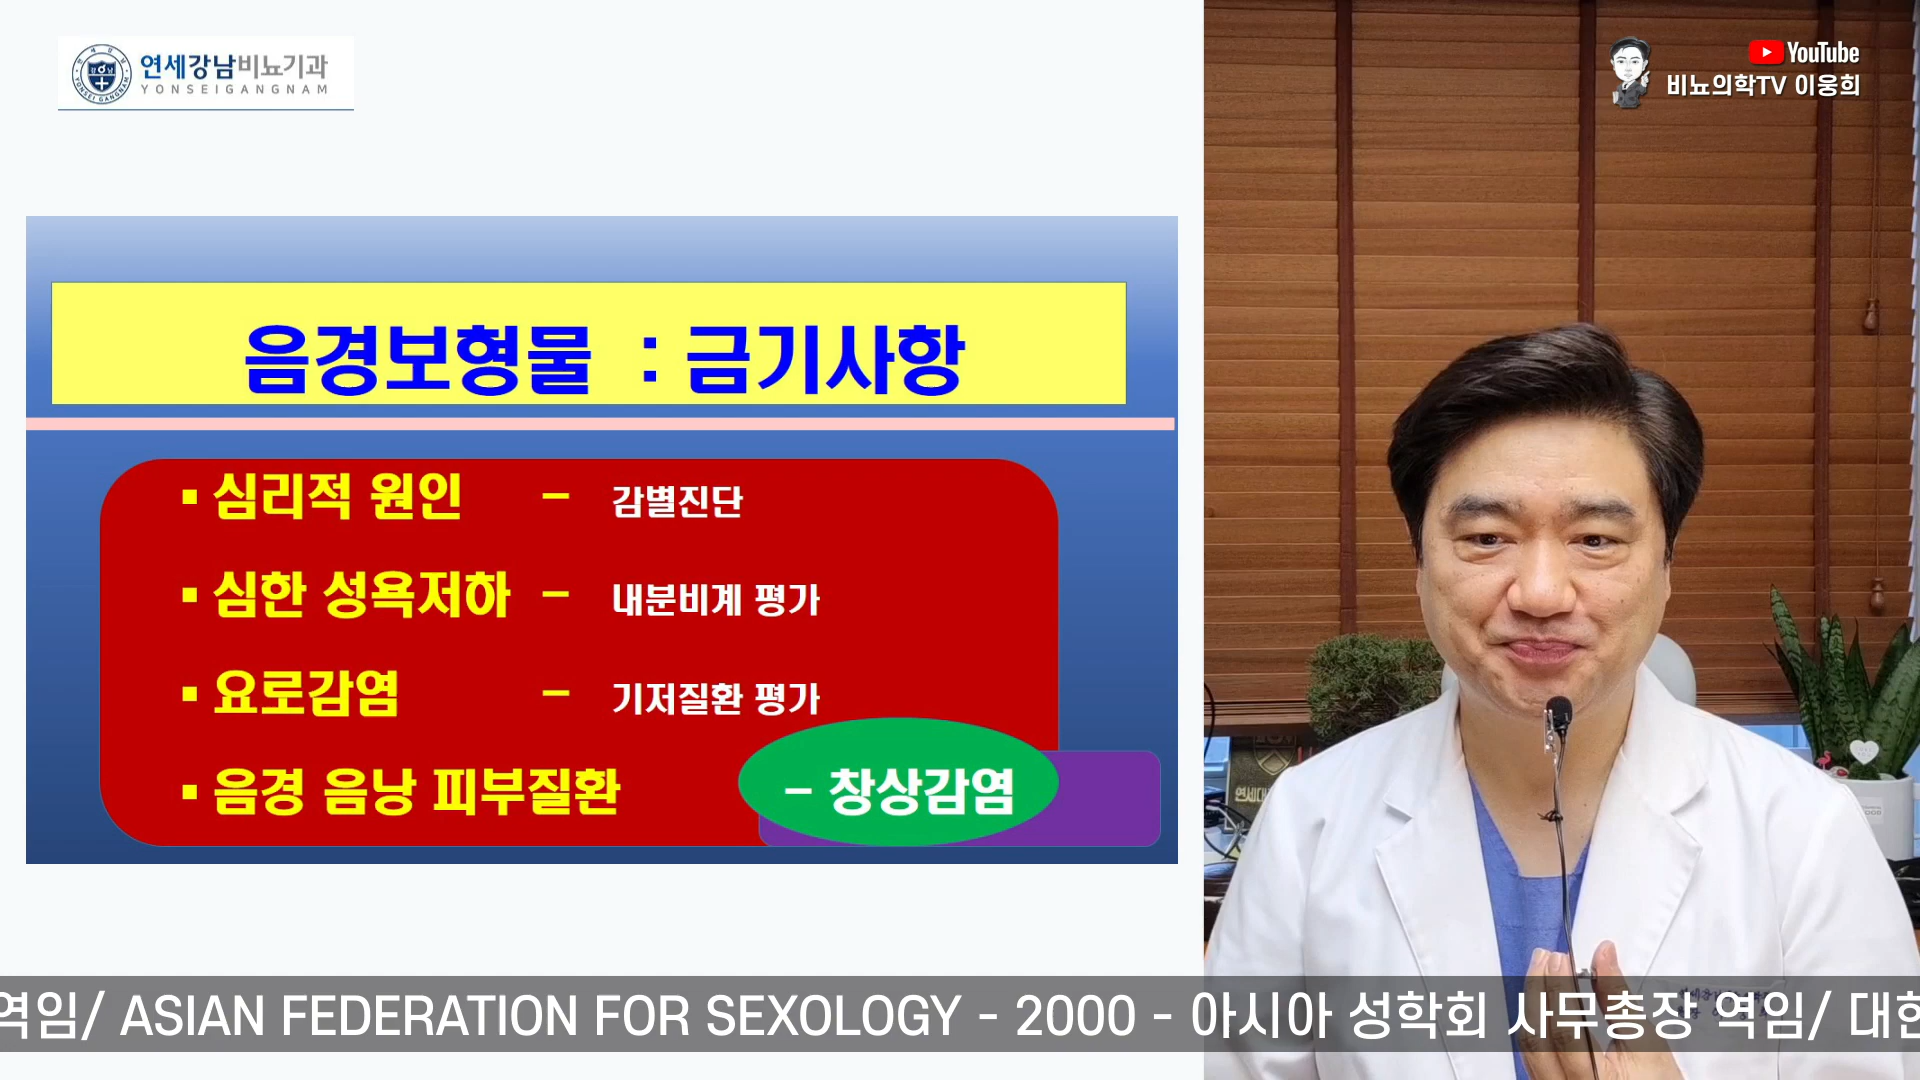 연세강남비뇨기과
YONSEIGANGNAM
YouTube
비뇨의학TV 이웅희
음경보형물 : 금기사항
▪ 심리적 원인 – 감별진단
▪ 심한 성욕저하 – 내분비계 평가
▪ 요로감염 – 기저질환 평가
▪ 음경 음낭 피부질환 – 창상감염
역임/ ASIAN FEDERATION FOR SEXOLOGY - 2000 - 아시아 성학회 사무총장 역임/ 대한